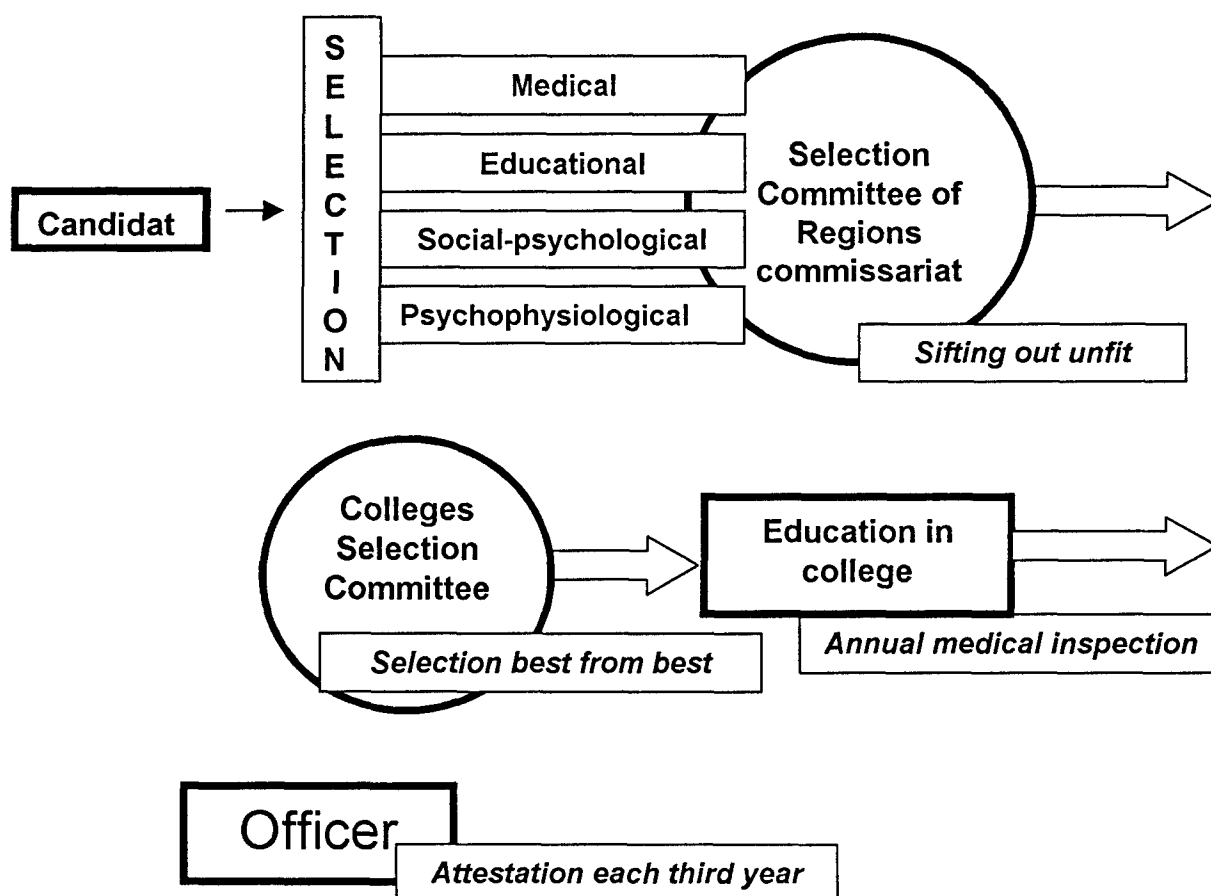 Candidat
SELECTION
Medical
Educational
Social-psychological
Psychophysiological
Selection
Committee of
Regions
commissariat
Sifting out unfit
Colleges
Selection
Committee
Selection best from best
Education in
college
Annual medical inspection
Officer
Attestation each third year